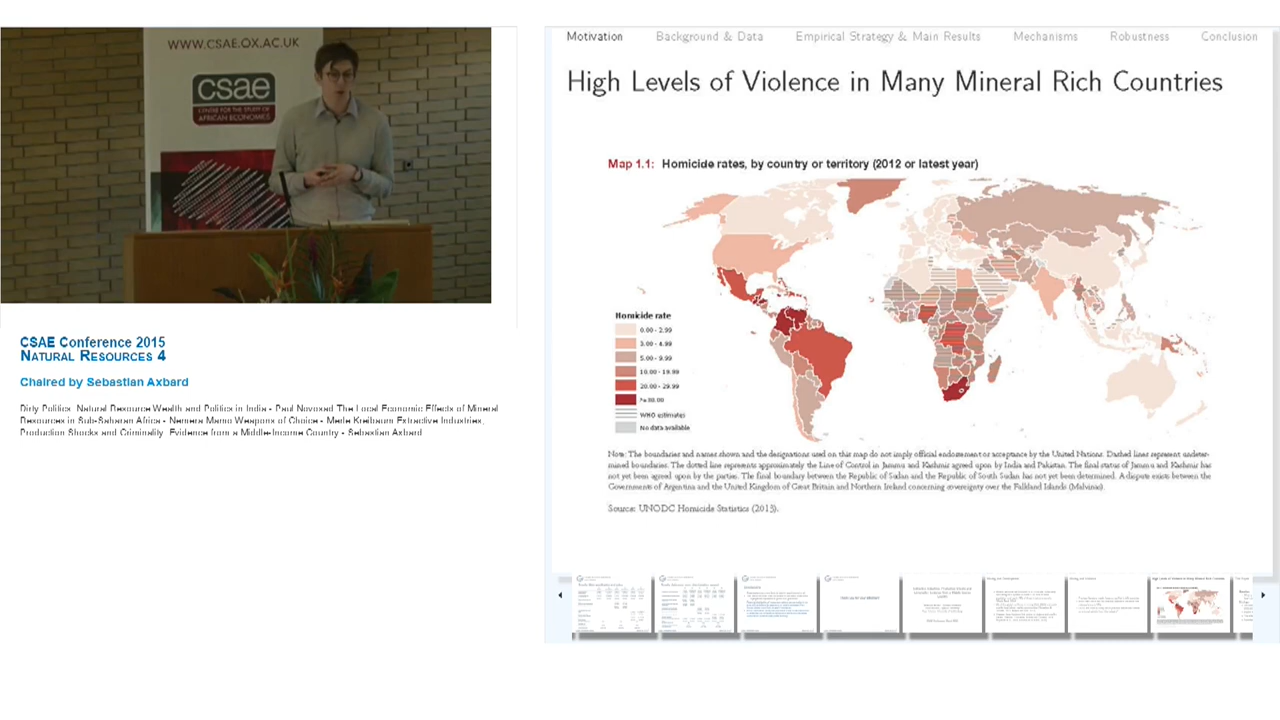 WWW.CSAE.OX.AC.UK
csae
CENTRE FOR THE STUDY OF
AFRICAN ECONOMIES
CSAE Conference 2015
NATURAL RESOURCES 4
Chaired by Sebastian Axbard
Dirty Politics: Natural Resource Wealth and Politics in India - Paul Novosad The Local Economic Effects of Mineral
Resources in Sub-Saharan Africa - Nemera Mamo Weapons of Choice - Merle Kreibaum Extractive Industries,
Production Shocks and Criminality: Evidence from a Middle-Income Country - Sebastian Axbard
Motivation Background & Data Empirical Strategy & Main Results Mechanisms Robustness Conclusion
High Levels of Violence in Many Mineral Rich Countries
Map 1.1: Homicide rates, by country or territory (2012 or latest year)
Homicide rate
0.00 - 2.99
3.00 - 4.99
5.00 - 9.99
10.00 - 19.99
20.00 - 29.99
WHO estimates
No data available
Note: The boundaries and names shown and the designations used on this map do not imply official endorsement or acceptance by the United Nations. Dashed lines represent undeter-
mined boundaries. The dotted line represents approximately the Line of Control in Jammu and Kashmir agreed upon by India and Pakistan. The final status of Jammu and Kashmir has
not yet been agreed upon by the parties. The final boundary between the Republic of Sudan and the Republic of South Sudan has not yet been determined. A dispute exists between the
Governments of Argentina and the United Kingdom of Great Britain and Northern Ireland concerning sovereignty over the Falkland Islands (Malvinas).
Source: UNODC Homicide Statistics (2013).